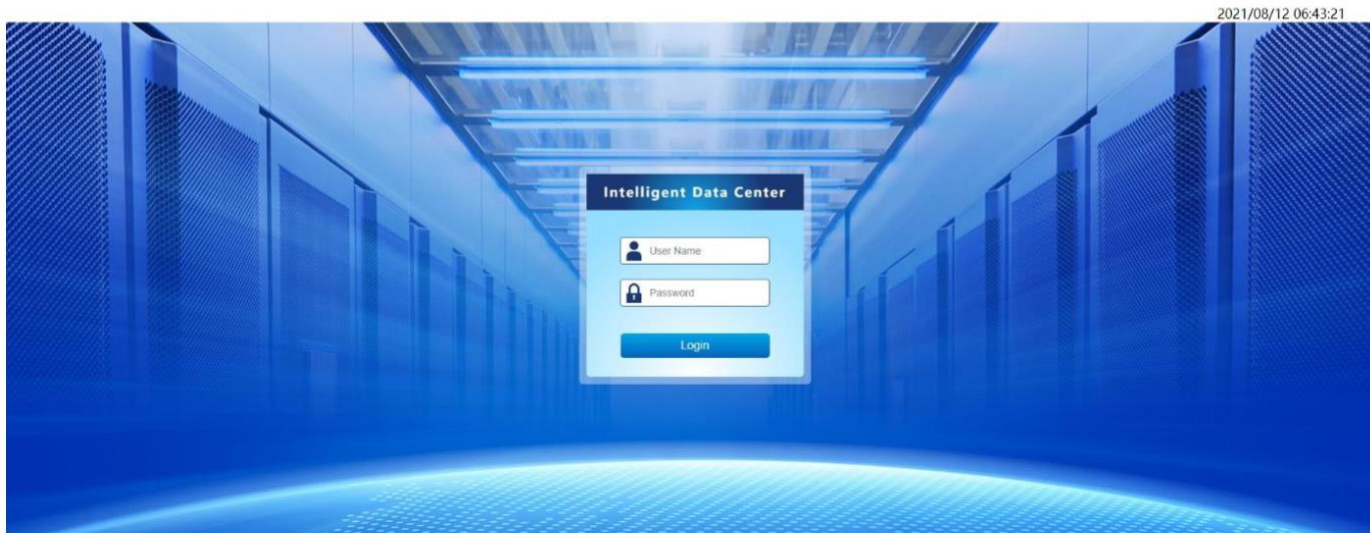 2021/08/12 06:43:21
Intelligent Data Center
User Name
Password
Login